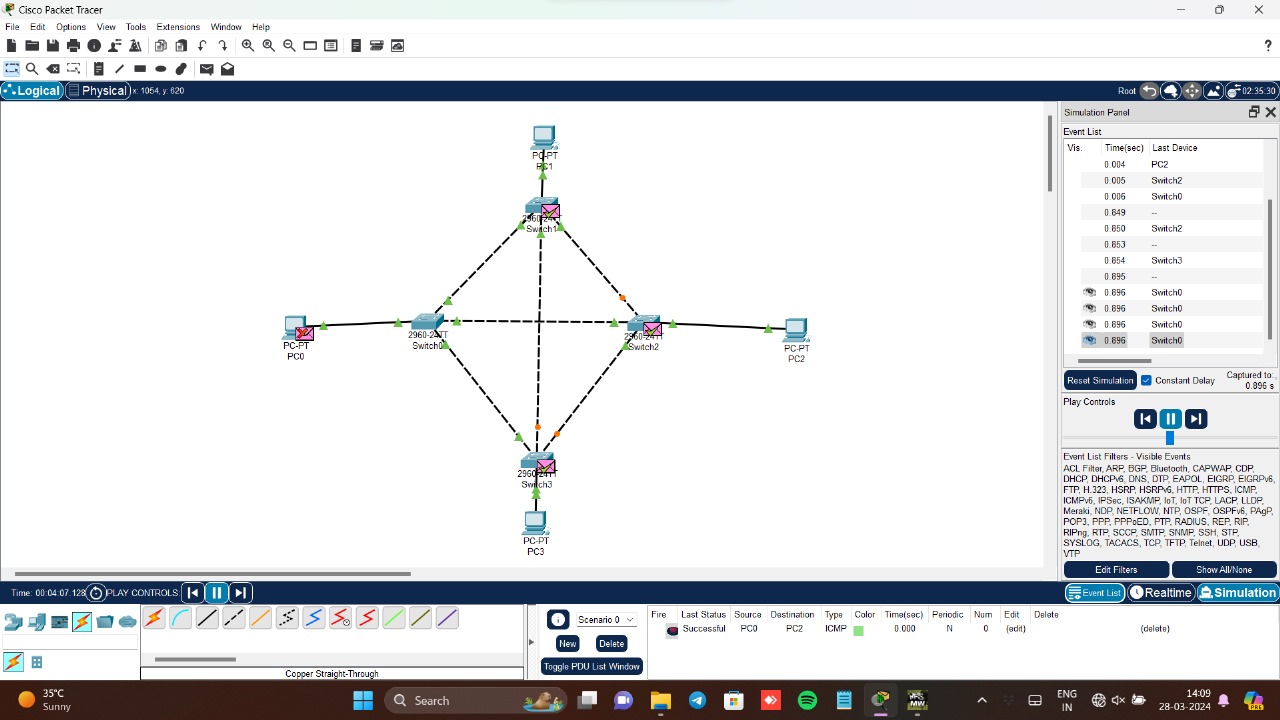 Cisco Packet Tracer
File Edit Options View Tools Extensions Window Help
?
Logical Physical x: 1054, y: 620 Root 02:35:30
PC-PT
PC1
2960-24TT
Switch1
PC-PT
PC0
2960-24TT
Switch0
2960-24TT
Switch2
PC-PT
PC2
2960-24TT
Switch3
PC-PT
PC3
Simulation Panel
Event List
Vis. Time(sec) Last Device
0.004 PC2
0.005 Switch2
0.006 Switch0
0.849 --
0.850 Switch2
0.853 --
0.854 Switch3
0.895 --
0.896 Switch0
0.896 Switch0
0.896 Switch0
0.896 Switch0
Reset Simulation Constant Delay Captured to:
0.896 s
Play Controls
Event List Filters - Visible Events
ACL Filter, ARP, BGP, Bluetooth, CAPWAP, CDP,
DHCP, DHCPv6, DNS, DTP, EAPOL, EIGRP, EIGRPv6,
FTP, H.323, HSRP, HSRPv6, HTTP, HTTPS, ICMP,
ICMPv6, IPSec, ISAKMP, IoT, IoT TCP, LACP, LLDP,
Meraki, NDP, NETFLOW, NTP, OSPF, OSPFv6, PAgP,
POP3, PPP, PPPoED, PTP, RADIUS, REP, RIP,
RIPng, RTP, SCCP, SMTP, SNMP, SSH, STP,
SYSLOG, TACACS, TCP, TFTP, Telnet, UDP, USB,
VTP
Edit Filters Show All/None
Time: 00:04:07.128 PLAY CONTROLS: Event List Realtime Simulation
Copper Straight-Through
Scenario 0
New Delete
Toggle PDU List Window
Fire Last Status Source Destination Type Color Time(sec) Periodic Num Edit Delete
Successful PC0 PC2 ICMP 0.000 N 0 (edit) (delete)
35°C
Sunny
Search
ENG
IN
14:09
28-03-2024